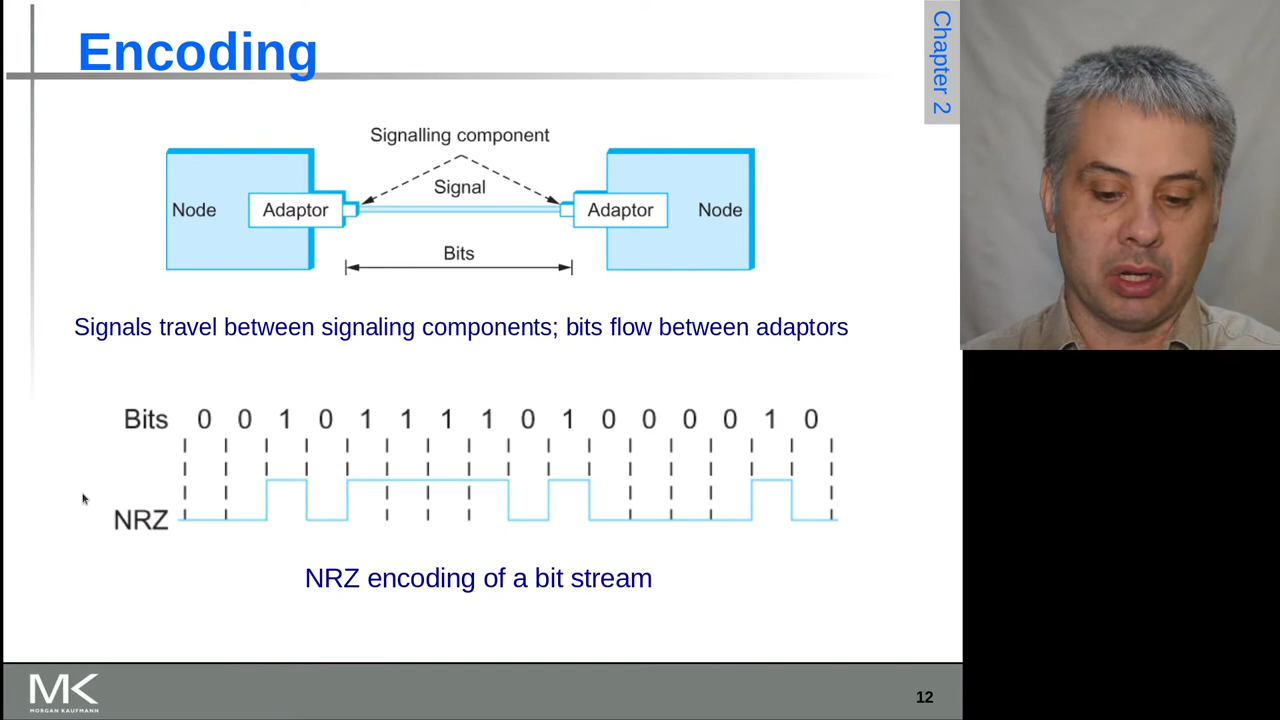 Encoding
Chapter 2
Signalling component
Signal
Node
Adaptor
Adaptor
Node
Bits
Signals travel between signaling components; bits flow between adaptors
Bits 0 0 1 0 1 1 1 1 0 1 0 0 0 0 1 0
NRZ
NRZ encoding of a bit stream
MK
MORGAN KAUFMANN
12